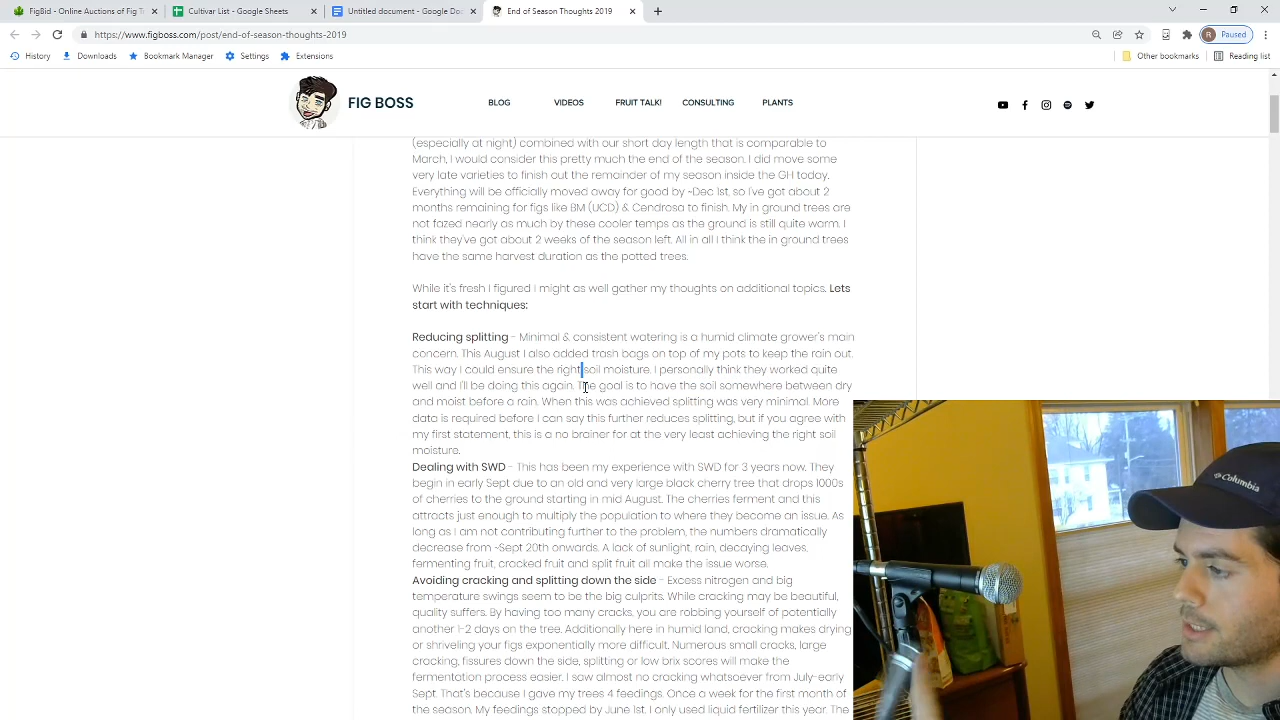 FigBid - Online Auctions of Fig T
Cultivar List - Google Sheets
Untitled document - Google Do
End of Season Thoughts 2019
https://www.figboss.com/post/end-of-season-thoughts-2019
R Paused
History Downloads Bookmark Manager Settings Extensions Other bookmarks Reading list
FIG BOSS BLOG VIDEOS FRUIT TALK! CONSULTING PLANTS
(especially at night) combined with our short day length that is comparable to
March, I would consider this pretty much the end of the season. I did move some
very late varieties to finish out the remainder of my season inside the GH today.
Everything will be officially moved away for good by ~Dec 1st, so I've got about 2
months remaining for figs like BM (UCD) & Cendrosa to finish. My in ground trees are
not fazed nearly as much by these cooler temps as the ground is still quite warm. I
think they've got about 2 weeks of the season left. All in all I think the in ground trees
have the same harvest duration as the potted trees.
While it's fresh I figured I might as well gather my thoughts on additional topics. Lets
start with techniques:
Reducing splitting - Minimal & consistent watering is a humid climate grower's main
concern. This August I also added trash bags on top of my pots to keep the rain out.
This way I could ensure the right soil moisture. I personally think they worked quite
well and I'll be doing this again. The goal is to have the soil somewhere between dry
and moist before a rain. When this was achieved splitting was very minimal. More
data is required before I can say this further reduces splitting, but if you agree with
my first statement, this is a no brainer for at the very least achieving the right soil
moisture.
Dealing with SWD - This has been my experience with SWD for 3 years now. They
begin in early Sept due to an old and very large black cherry tree that drops 1000s
of cherries to the ground starting in mid August. The cherries ferment and this
attracts just enough to multiply the population to where they become an issue. As
long as I am not contributing further to the problem, the numbers dramatically
decrease from ~Sept 20th onwards. A lack of sunlight, rain, decaying leaves,
fermenting fruit, cracked fruit and split fruit all make the issue worse.
Avoiding cracking and splitting down the side - Excess nitrogen and big
temperature swings seem to be the big culprits. While cracking may be beautiful,
quality suffers. By having too many cracks, you are robbing yourself of potentially
another 1-2 days on the tree. Additionally here in humid land, cracking makes drying
or shriveling your figs exponentially more difficult. Numerous small cracks, large
cracking, fissures down the side, splitting or low brix scores will make the
fermentation process easier. I saw almost no cracking whatsoever from July-early
Sept. That's because I gave my trees 4 feedings. Once a week for the first month of
the season. My feedings stopped by June 1st. I only used liquid fertilizer this year. The
Columbia